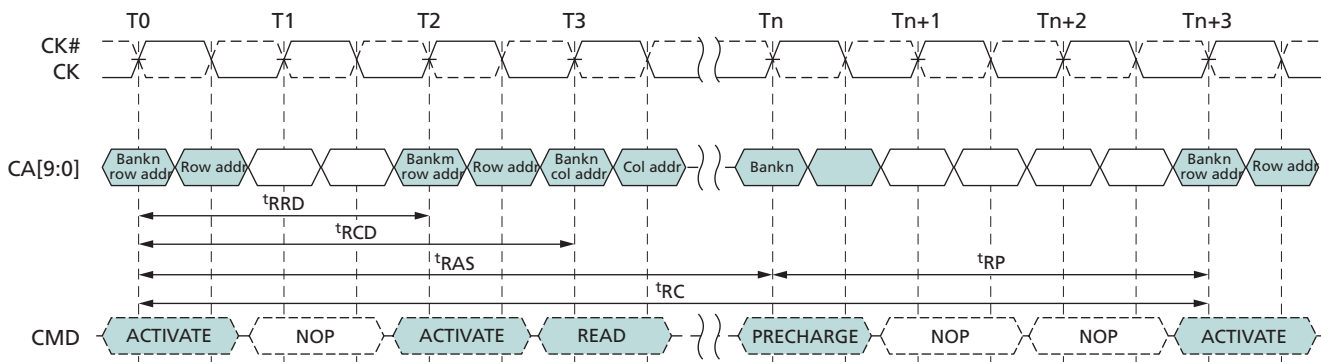 T0 T1 T2 T3 Tn Tn+1 Tn+2 Tn+3
CK#
CK
CA[9:0]
Bankn
row addr
Row addr
Bankm
row addr
Row addr
Bankn
col addr
Col addr
Bankn
Bankn
row addr
Row addr
tRRD
tRCD
tRAS
tRP
tRC
CMD ACTIVATE NOP ACTIVATE READ PRECHARGE NOP NOP ACTIVATE